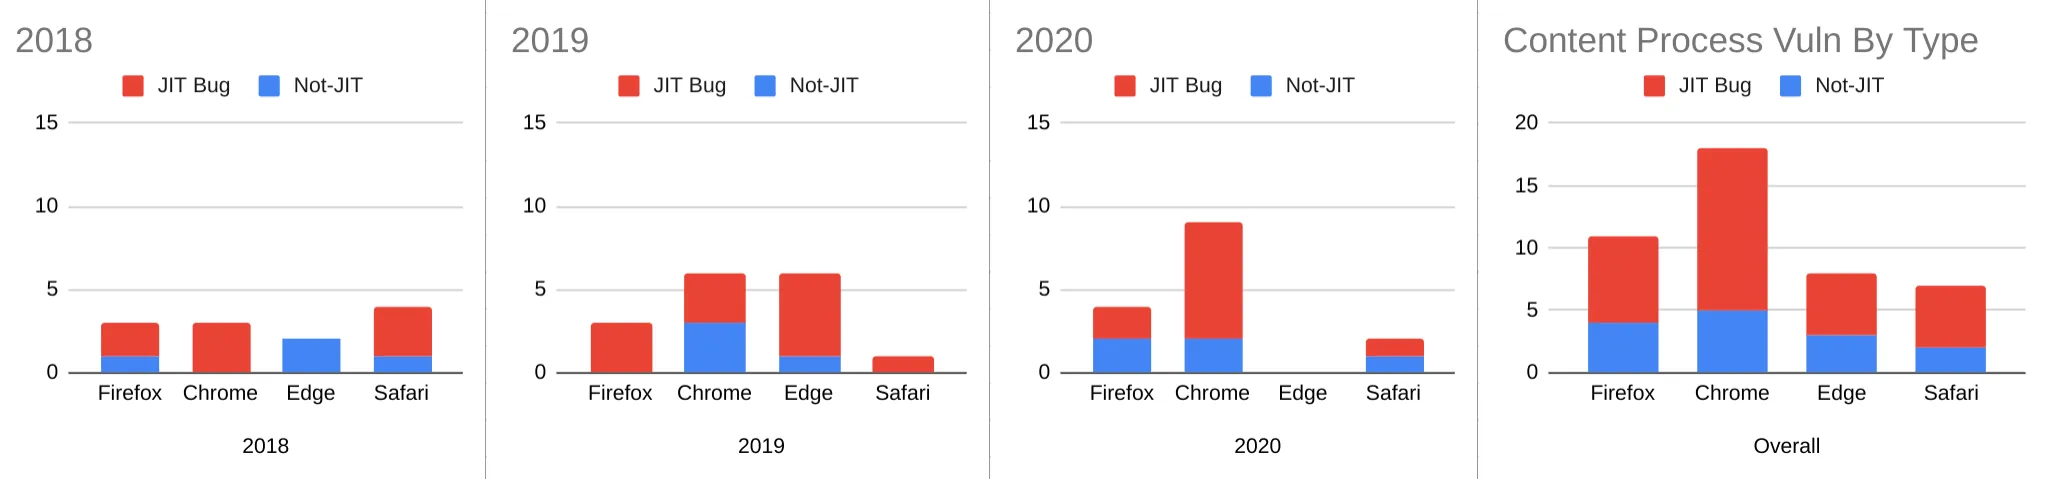 2018
JIT Bug Not-JIT
15
10
5
0
Firefox Chrome Edge Safari
2018
2019
JIT Bug Not-JIT
15
10
5
0
Firefox Chrome Edge Safari
2019
2020
JIT Bug Not-JIT
15
10
5
0
Firefox Chrome Edge Safari
2020
Content Process Vuln By Type
JIT Bug Not-JIT
20
15
10
5
0
Firefox Chrome Edge Safari
Overall